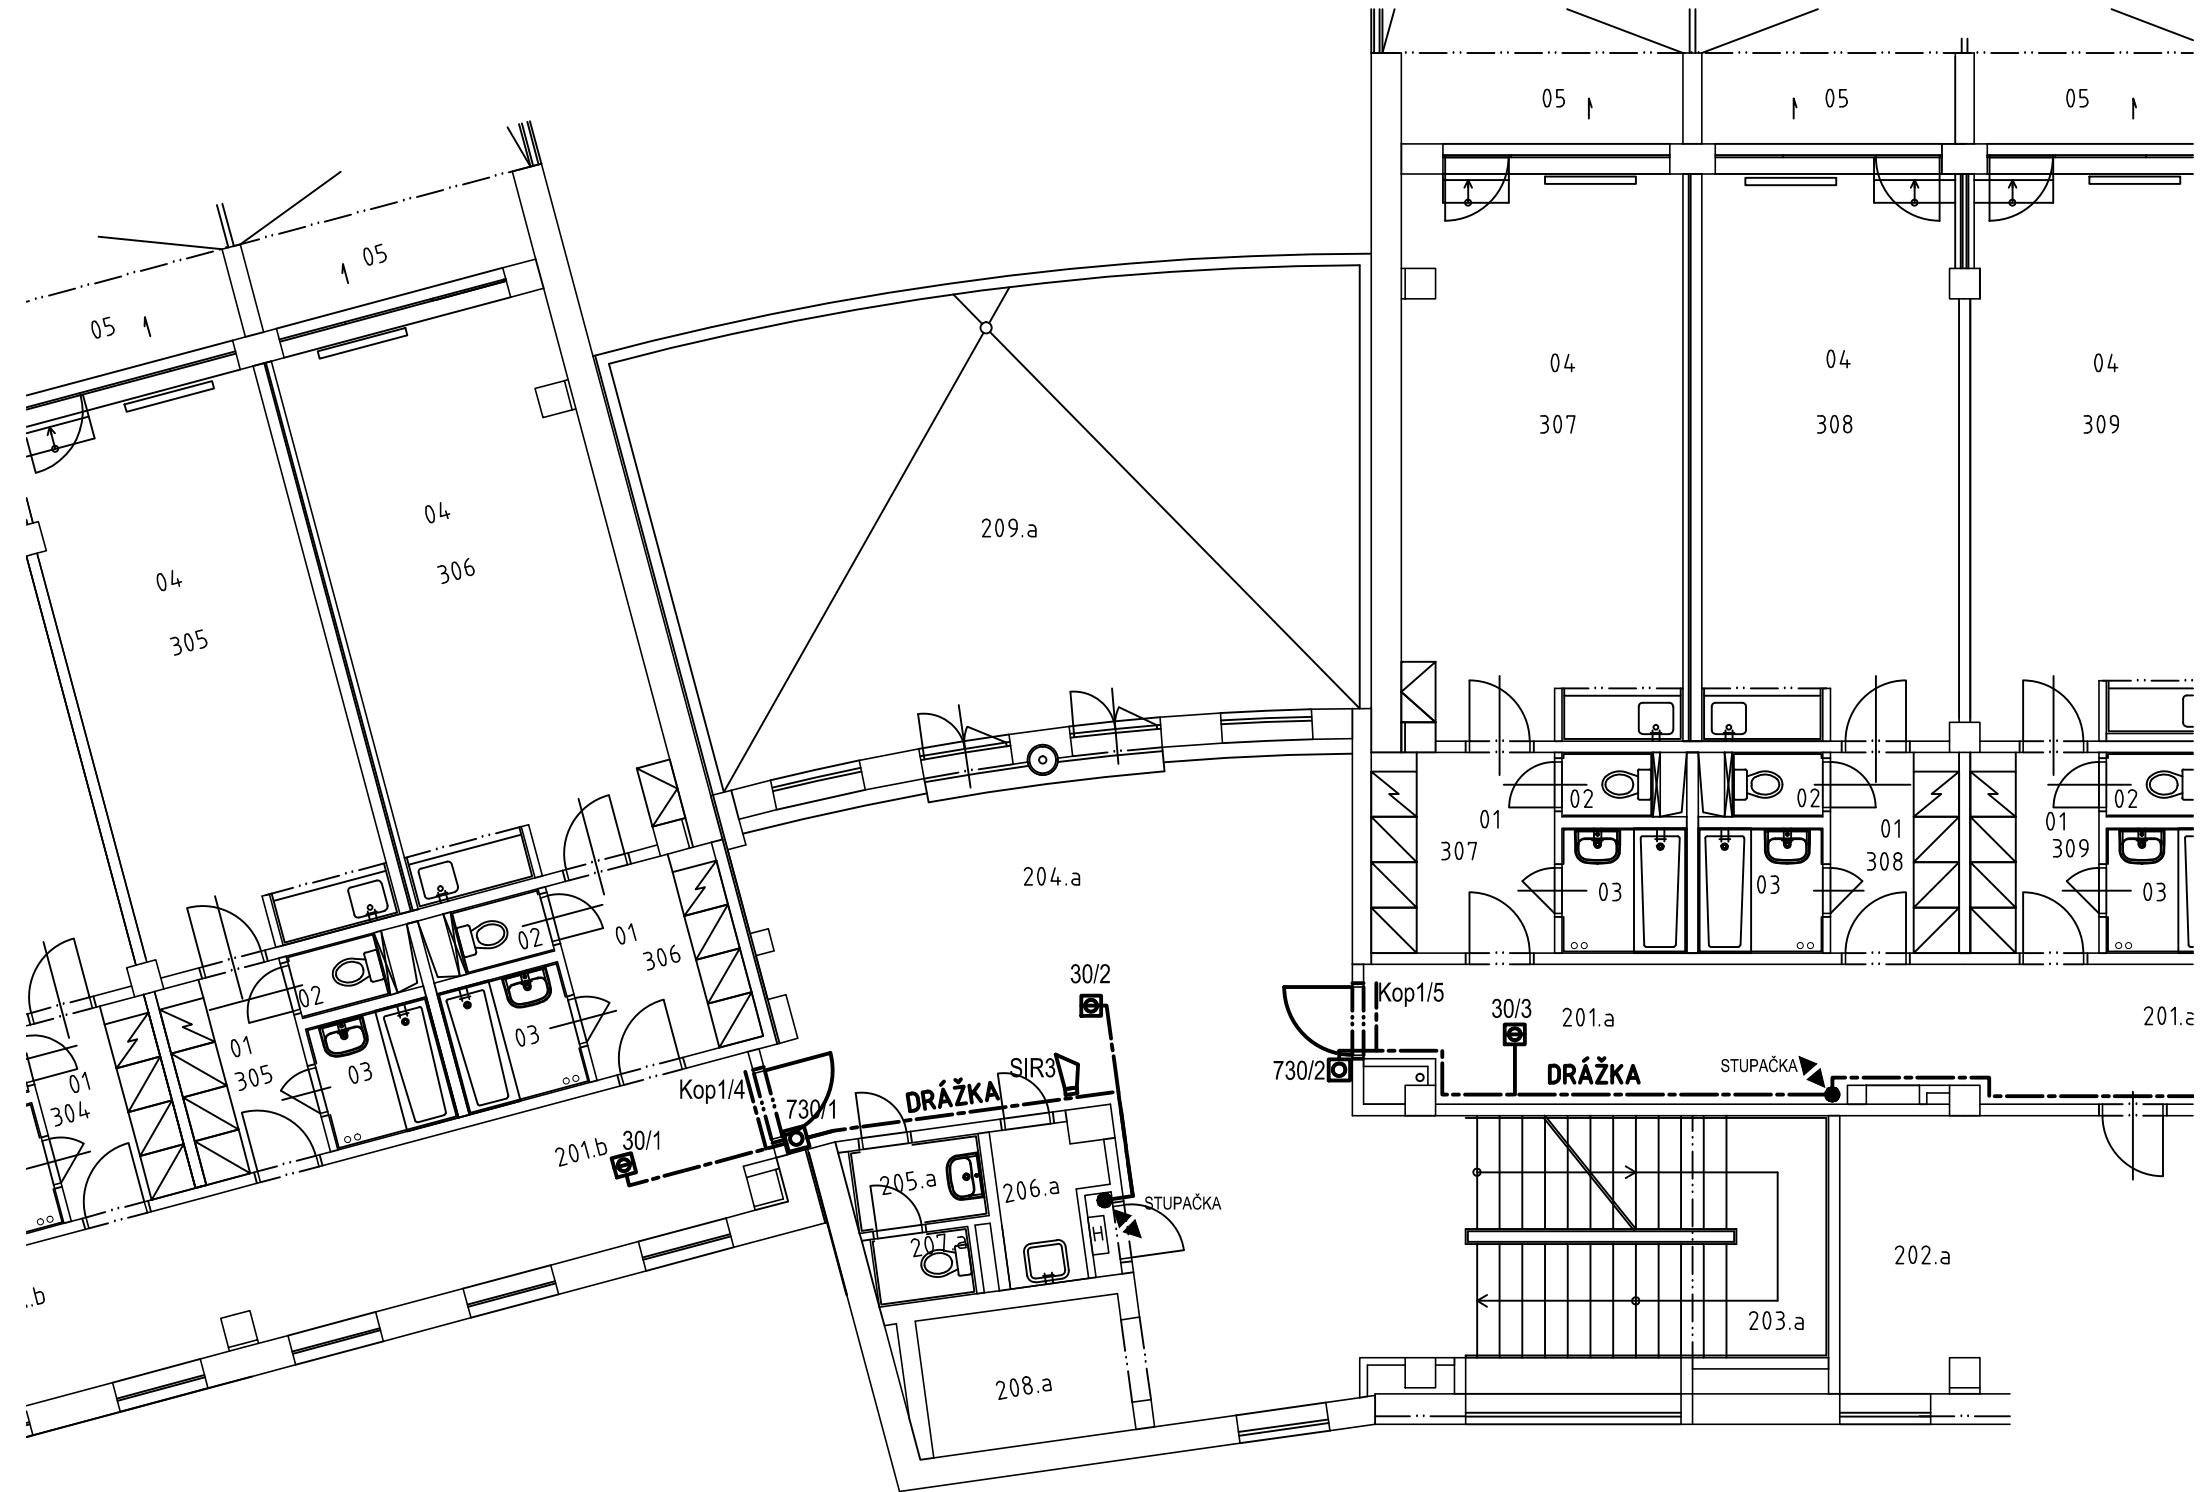 05
05
05
05
05
04
04
04
307
308
309
209.a
04
306
04
305
02
02
02
01
01
01
307
308
309
03
03
03
204.a
01
306
02
02
03
03
01
305
01
304
30/2
Kop1/5
30/3
201.a
201.a
730/2
DRÁŽKA
STUPAČKA
SIR3
Kop1/4
730/1
DRÁŽKA
201.b
30/1
205.a
206.a
STUPAČKA
H
207.a
208.a
202.a
203.a
.b